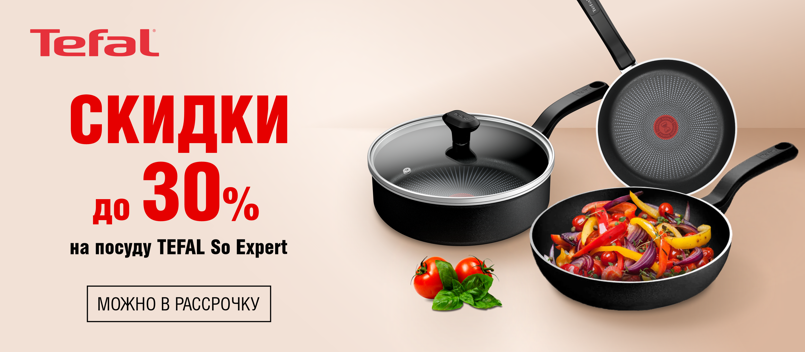 Tefal
СКИДКИ
до 30%
на посуду TEFAL So Expert
МОЖНО В РАССРОЧКУ